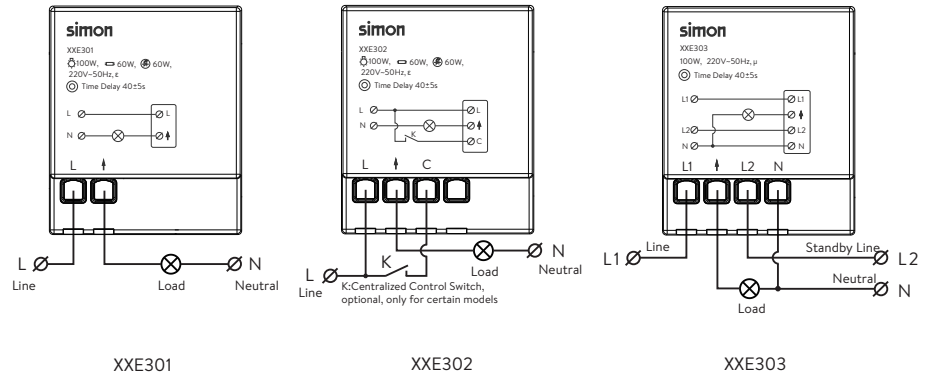 simon
XXE301
100W, 60W, 60W,
220V~50Hz, ε
Time Delay 40±5s
L L
N
L
L N
Line Load Neutral
XXE301
simon
XXE302
100W, 60W, 60W,
220V~50Hz, ε
Time Delay 40±5s
L L
N
K C
L C
K N
L Load Neutral
Line K:Centralized Control Switch,
optional, only for certain models
XXE302
simon
XXE303
100W, 220V~50Hz, μ
Time Delay 40±5s
L1 L1
L2 L2
N N
L1 L2 N
Line Standby Line
L1 L2
Neutral
N
Load
XXE303